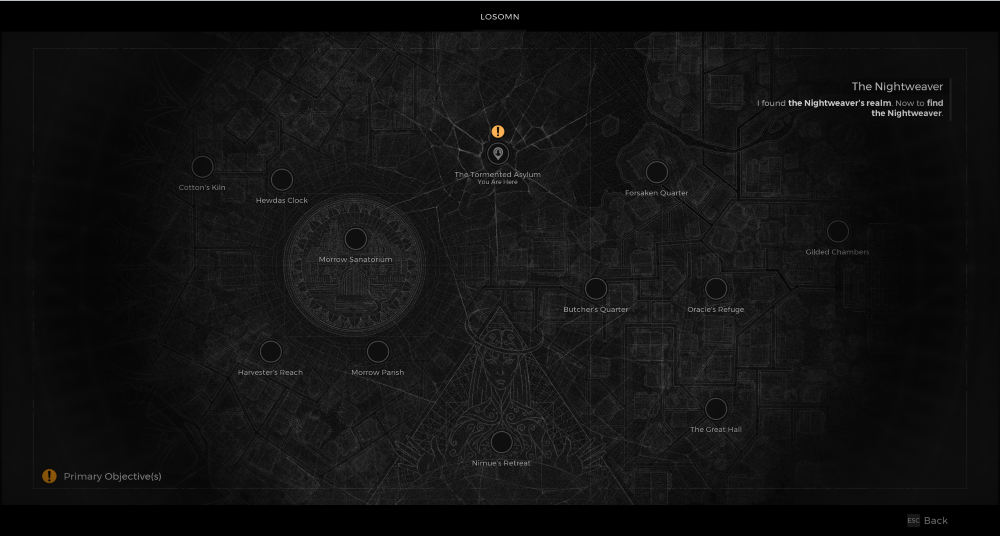 LOSOMN
The Nightweaver
I found the Nightweaver's realm. Now to find
the Nightweaver.
The Tormented Asylum
You Are Here
Cotton's Kiln
Hewdas Clock
Forsaken Quarter
Morrow Sanatorium
Gilded Chambers
Butcher's Quarter
Oracle's Refuge
Harvester's Reach
Morrow Parish
The Great Hall
Nimue's Retreat
Primary Objective(s)
ESC Back